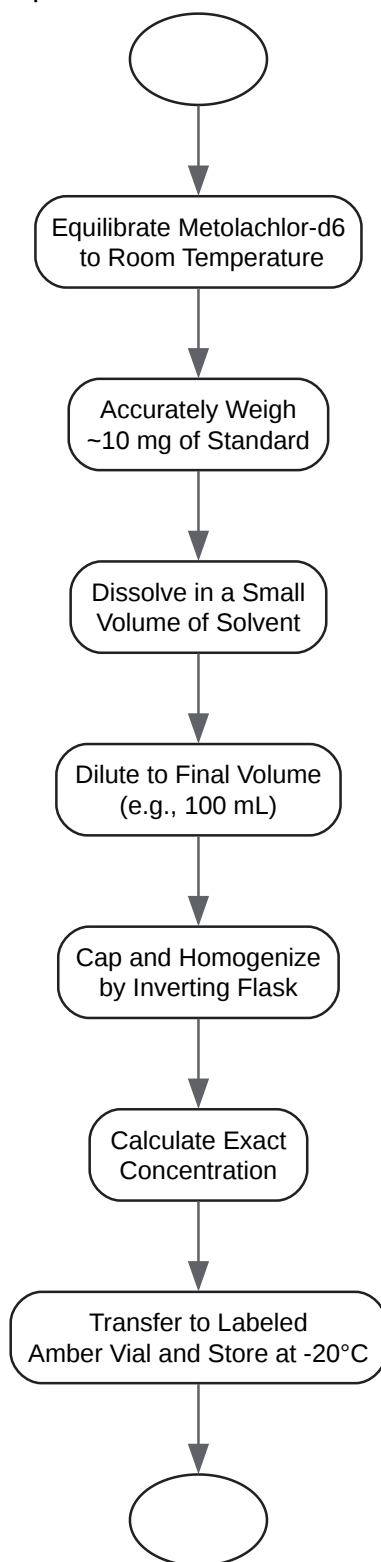 Equilibrate Metolachlor-d6
to Room Temperature
Accurately Weigh
~10 mg of Standard
Dissolve in a Small
Volume of Solvent
Dilute to Final Volume
(e.g., 100 mL)
Cap and Homogenize
by Inverting Flask
Calculate Exact
Concentration
Transfer to Labeled
Amber Vial and Store at -20°C